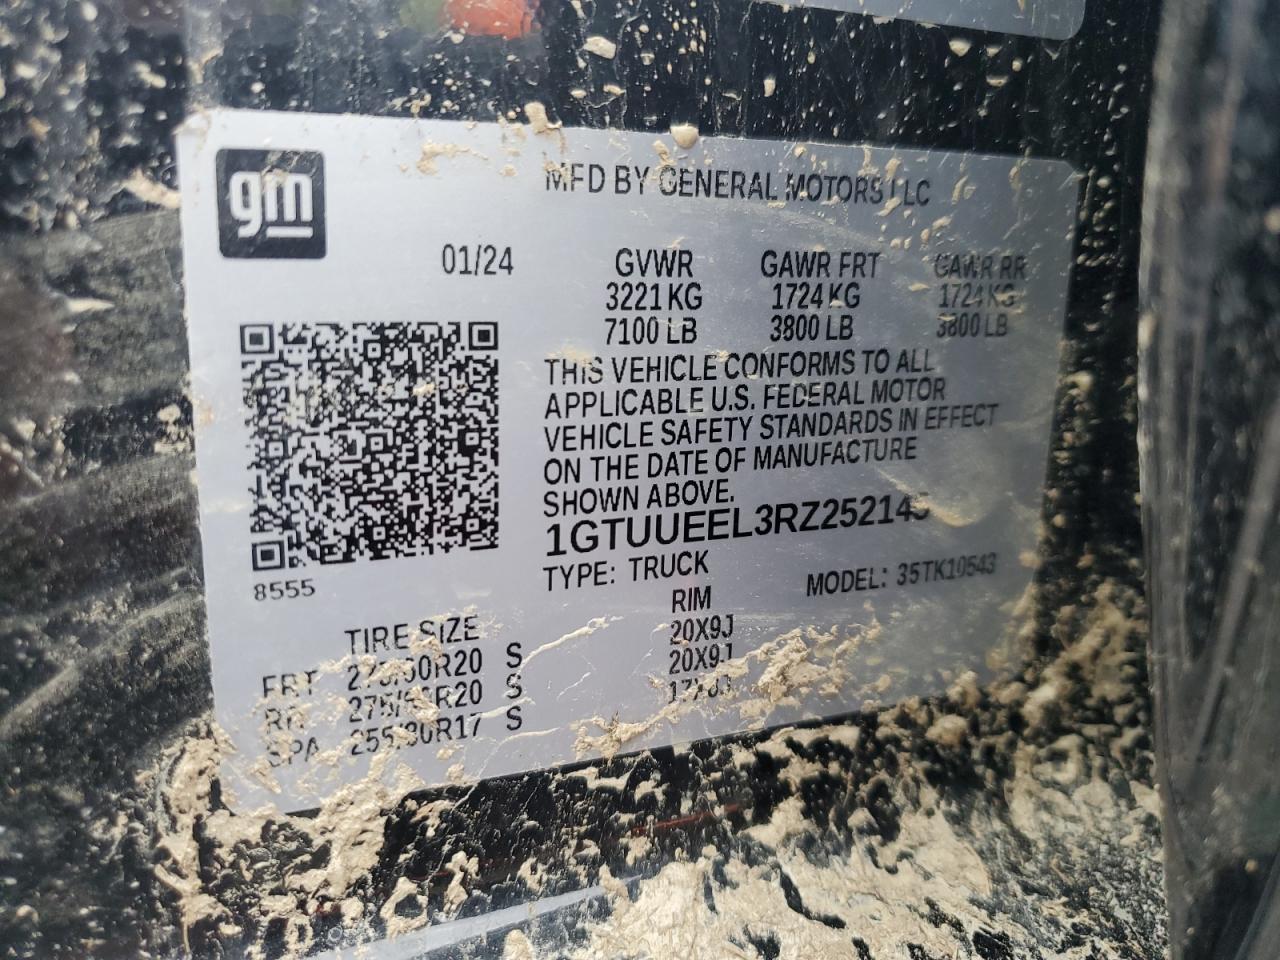 gm
MFD BY GENERAL MOTORS LLC
01/24
GVWR GAWR FRT GAWR RR
3221 KG 1724 KG 1724 KG
7100 LB 3800 LB 3800 LB
THIS VEHICLE CONFORMS TO ALL
APPLICABLE U.S. FEDERAL MOTOR
VEHICLE SAFETY STANDARDS IN EFFECT
ON THE DATE OF MANUFACTURE
SHOWN ABOVE.
8555
TYPE: TRUCK MODEL: 35TK10543
TIRE SIZE RIM
FRT S 20X9J
RR S 20X9J
SPA 255/80R17 S